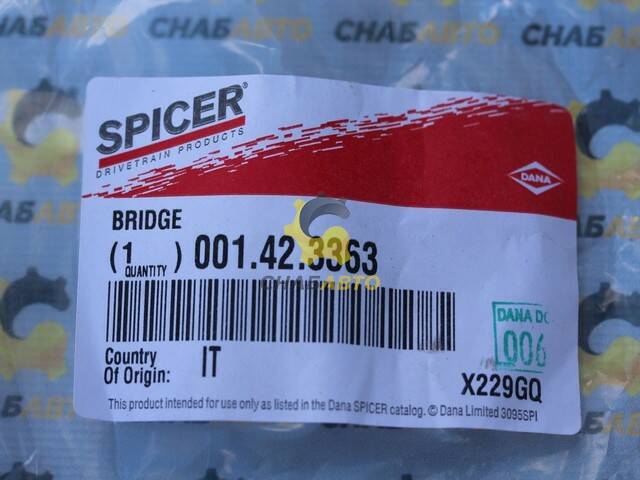 СНАБАВТО
СНАБАВТО
SPICER®
DRIVETRAIN PRODUCTS
DANA
BRIDGE
( 1 ) 001.42.3363
QUANTITY
СНАБАВТО
DANA DC
006
Country
Of Origin: IT
X229GQ
This product intended for use only as listed in the Dana SPICER catalog. © Dana Limited 3095SPI